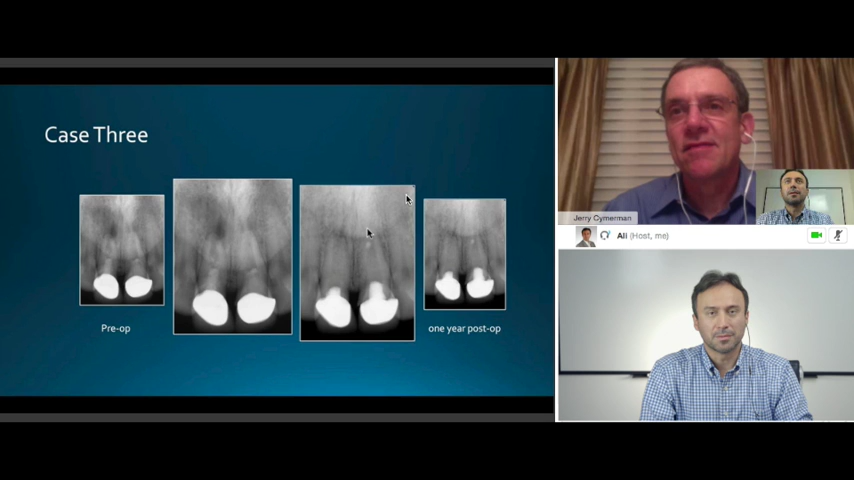 Case Three
Pre-op
one year post-op
Jerry Cymerman
Ali (Host, me)